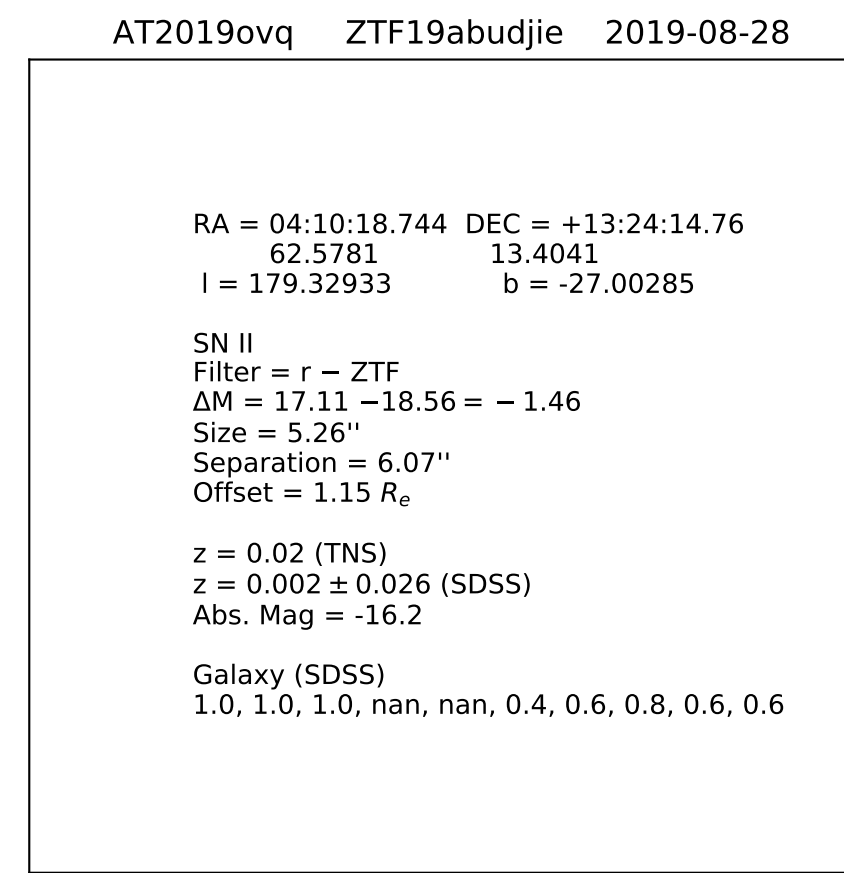 AT2019ovq ZTF19abudjie 2019-08-28
RA = 04:10:18.744 DEC = +13:24:14.76
62.5781 13.4041
l = 179.32933 b = -27.00285
SN II
Filter = r − ZTF
ΔM = 17.11 −18.56 = − 1.46
Size = 5.26''
Separation = 6.07''
Offset = 1.15 Rₑ
z = 0.02 (TNS)
z = 0.002 ± 0.026 (SDSS)
Abs. Mag = -16.2
Galaxy (SDSS)
1.0, 1.0, 1.0, nan, nan, 0.4, 0.6, 0.8, 0.6, 0.6